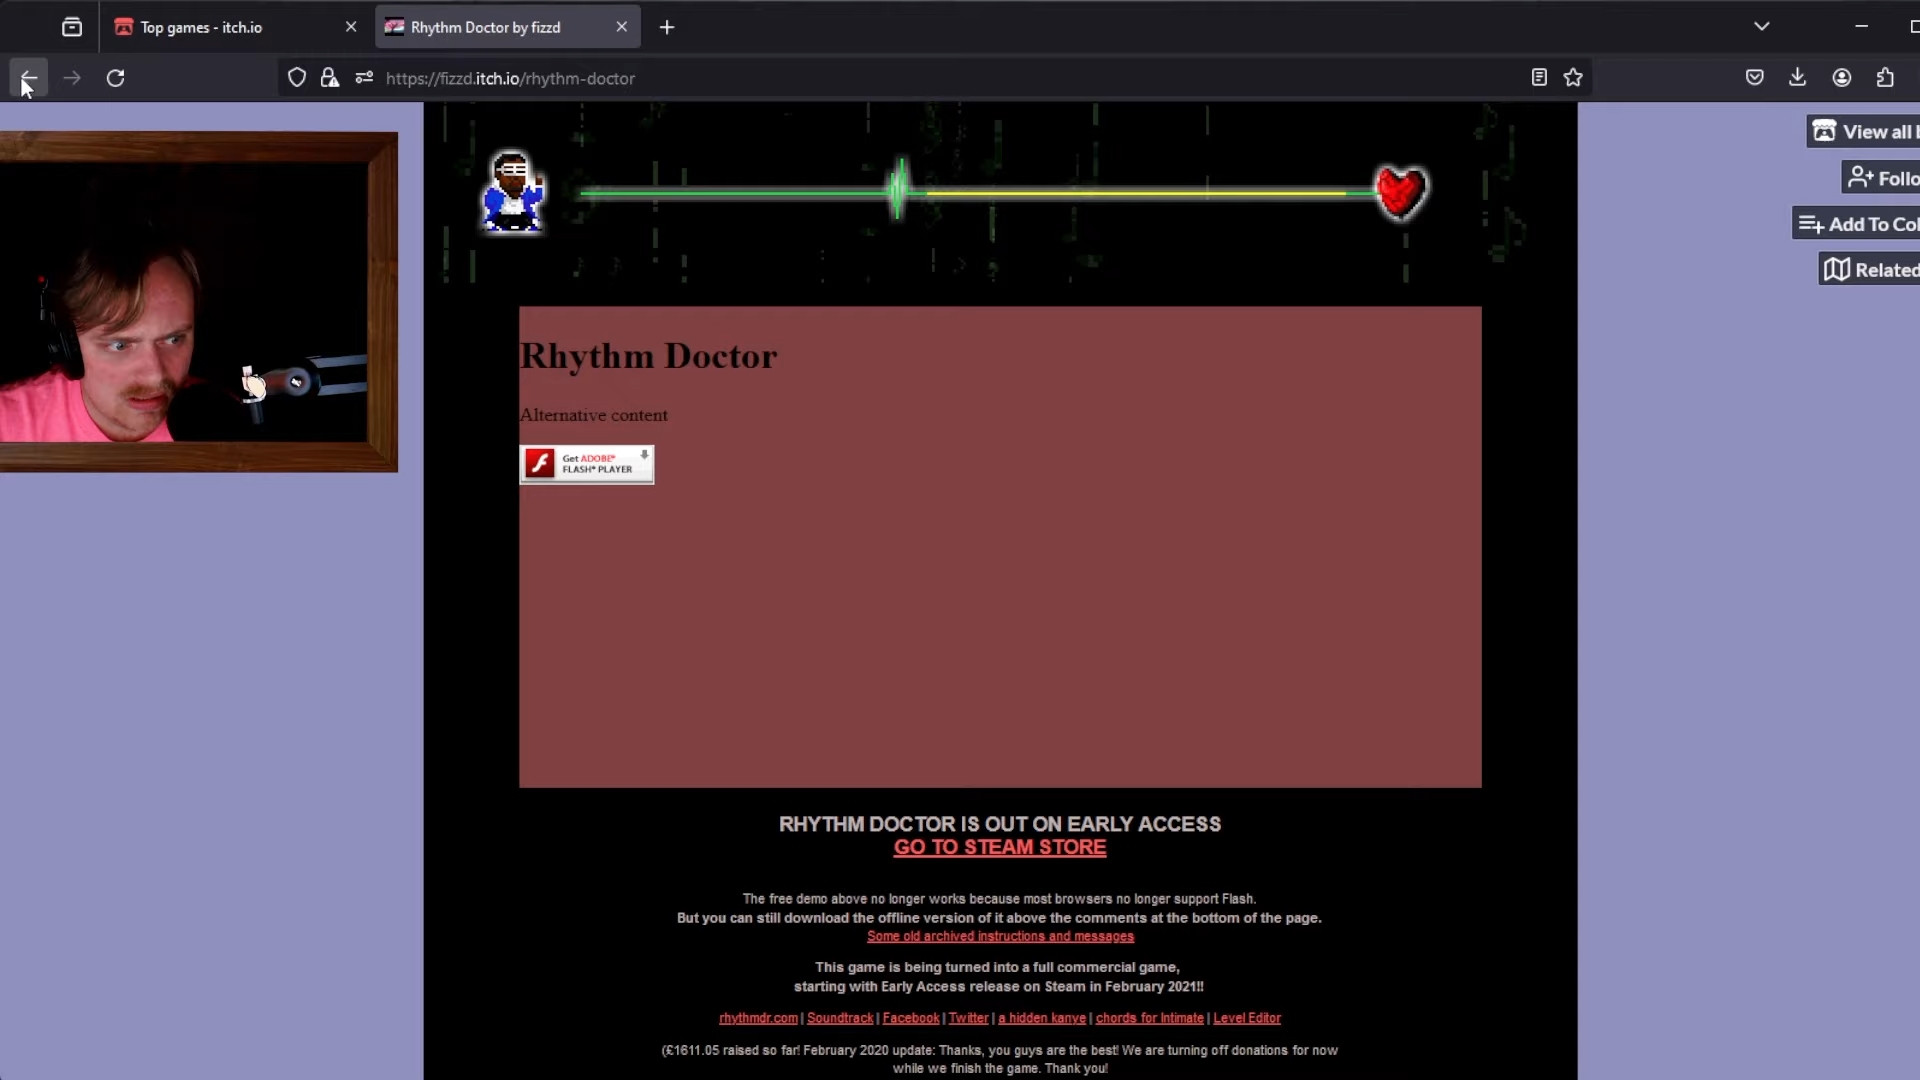 Top games - itch.io
Rhythm Doctor by fizzd
https://fizzd.itch.io/rhythm-doctor
View all b
Follo
Add To Col
Related
Rhythm Doctor
Alternative content
Get ADOBE®
FLASH® PLAYER
RHYTHM DOCTOR IS OUT ON EARLY ACCESS
GO TO STEAM STORE
The free demo above no longer works because most browsers no longer support Flash.
But you can still download the offline version of it above the comments at the bottom of the page.
Some old archived instructions and messages
This game is being turned into a full commercial game,
starting with Early Access release on Steam in February 2021!!
rhythmdr.com | Soundtrack | Facebook | Twitter | a hidden kanye | chords for Intimate | Level Editor
(£1611.05 raised so far! February 2020 update: Thanks, you guys are the best! We are turning off donations for now
while we finish the game. Thank you!